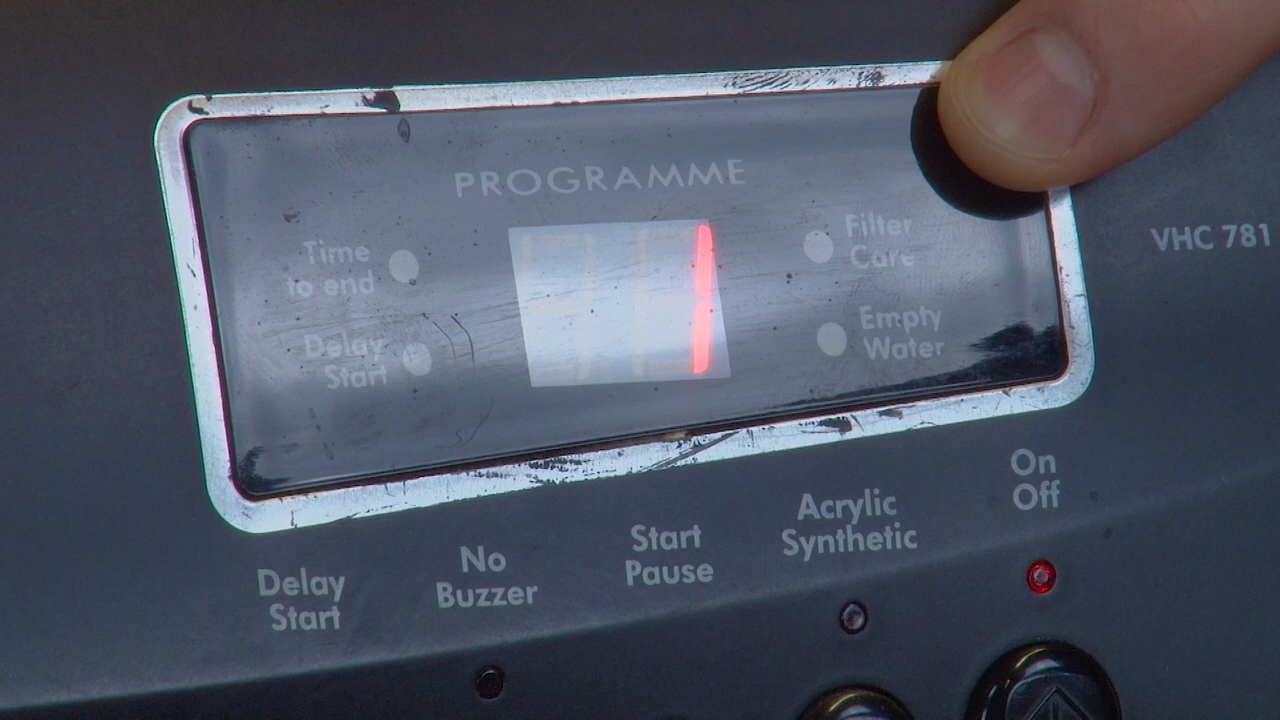 PROGRAMME
Time
to end
Delay
Start
1
Filter
Care
Empty
Water
VHC 781
Delay
Start
No
Buzzer
Start
Pause
Acrylic
Synthetic
On
Off